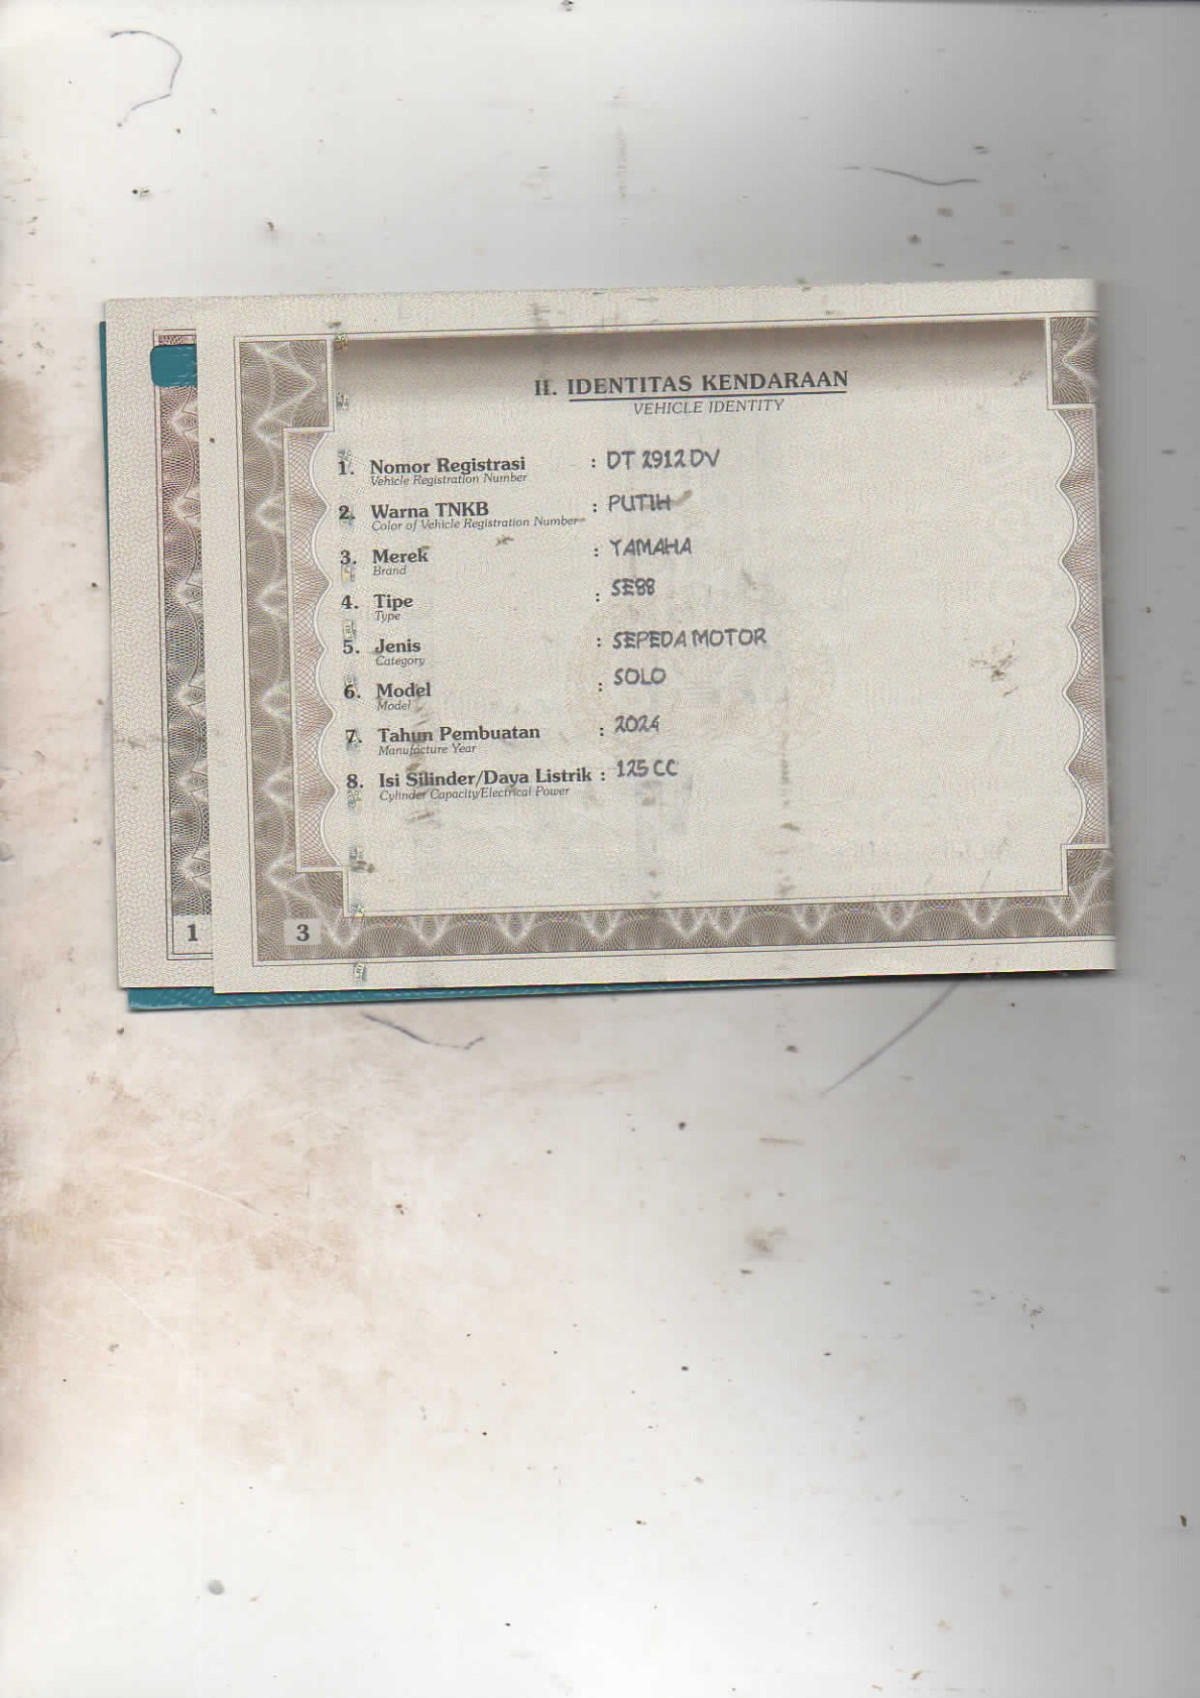 II. IDENTITAS KENDARAAN
VEHICLE IDENTITY
1. Nomor Registrasi : DT 2912 DV
Vehicle Registration Number
2. Warna TNKB : PUTIH
Color of Vehicle Registration Number
3. Merek : YAMAHA
Brand
4. Tipe : SE88
Type
5. Jenis : SEPEDA MOTOR
Category
6. Model : SOLO
Model
7. Tahun Pembuatan : 2024
Manufacture Year
8. Isi Silinder/Daya Listrik : 125 CC
Cylinder Capacity/Electrical Power
1
3